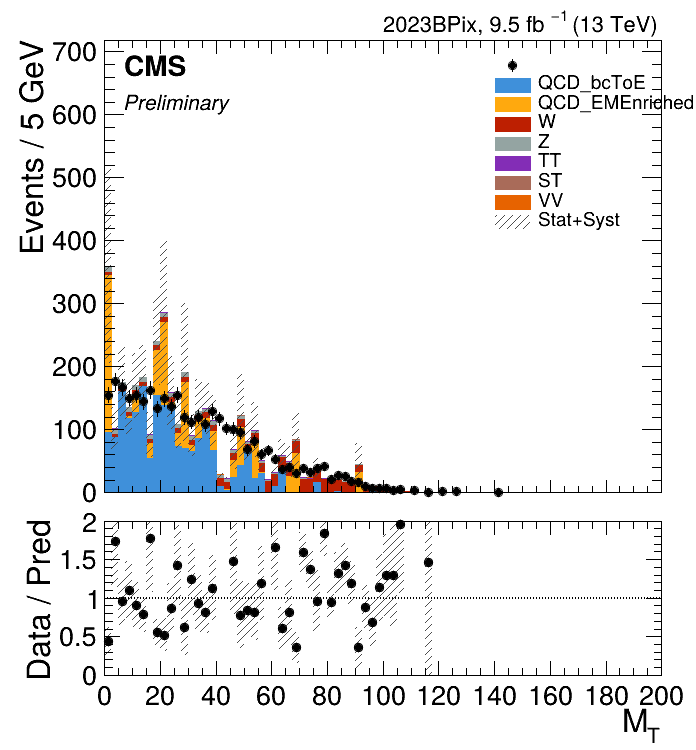 2023BPix, 9.5 fb⁻¹ (13 TeV)
CMS
Preliminary
QCD_bcToE
QCD_EMEnriched
W
Z
TT
ST
VV
Stat+Syst
Events / 5 GeV
700
600
500
400
300
200
100
0
Data / Pred
2
1.5
1
0.5
0
0 20 40 60 80 100 120 140 160 180 200
M_T